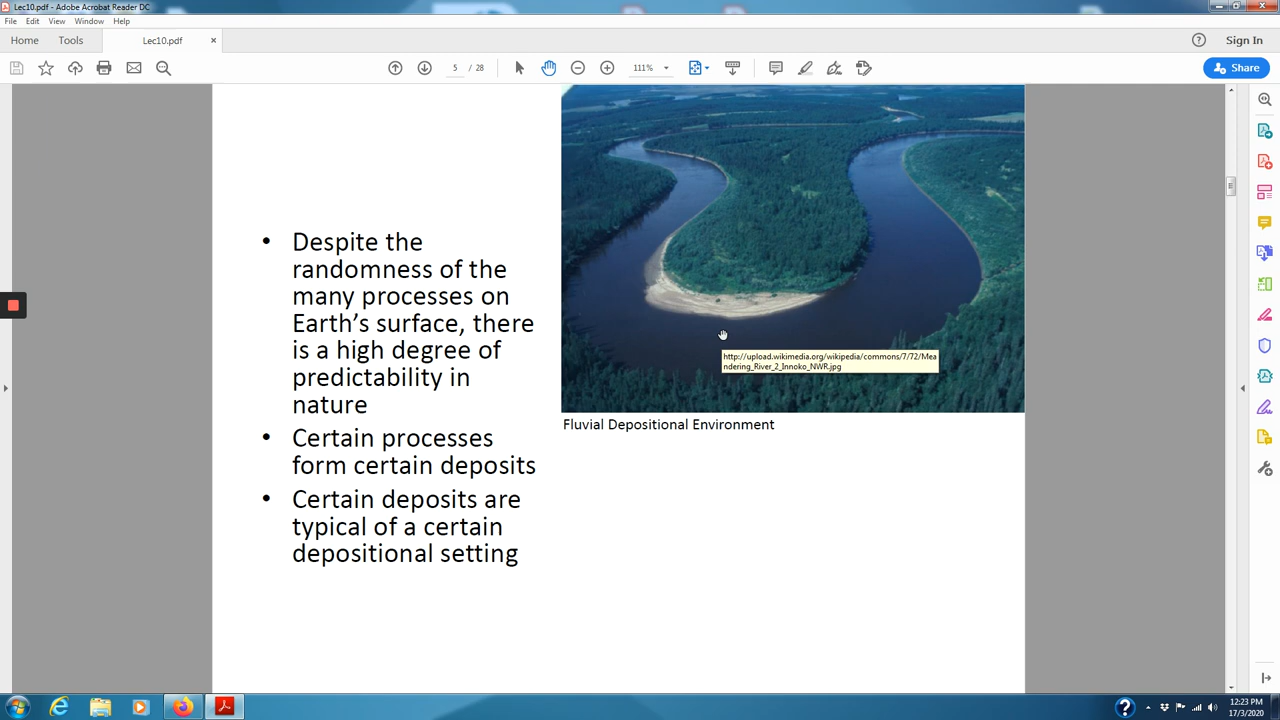 Lec10.pdf - Adobe Acrobat Reader DC
File Edit View Window Help
Home Tools Lec10.pdf × Sign In
5 / 28 111% Share
• Despite the
randomness of the
many processes on
Earth's surface, there
is a high degree of
predictability in
nature
• Certain processes
form certain deposits
• Certain deposits are
typical of a certain
depositional setting
http://upload.wikimedia.org/wikipedia/commons/7/72/Mea
ndering_River_2_Innoko_NWR.jpg
Fluvial Depositional Environment
12:23 PM
17/3/2020